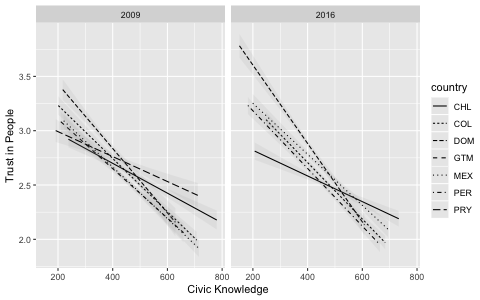 2009 2016
3.5
3.0
2.5
2.0
Trust in People
200 400 600 800 200 400 600 800
Civic Knowledge
country
CHL
COL
DOM
GTM
MEX
PER
PRY